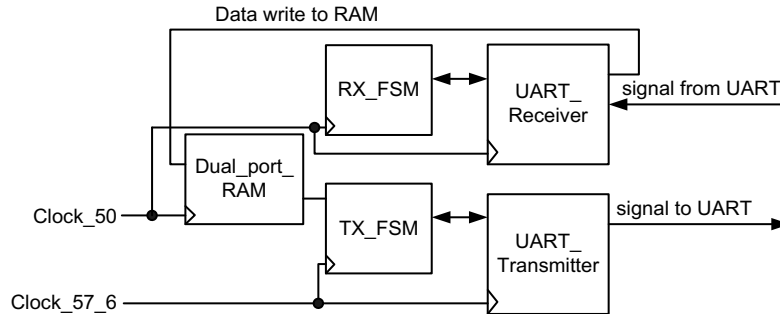 Data write to RAM
RX_FSM
UART_
Receiver
signal from UART
Dual_port_
RAM
Clock_50
TX_FSM
UART_
Transmitter
signal to UART
Clock_57_6